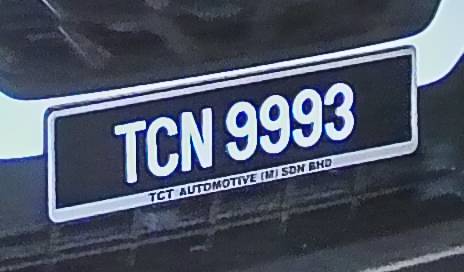 TCN 9993
TCT AUTOMOTIVE (M) SDN BHD